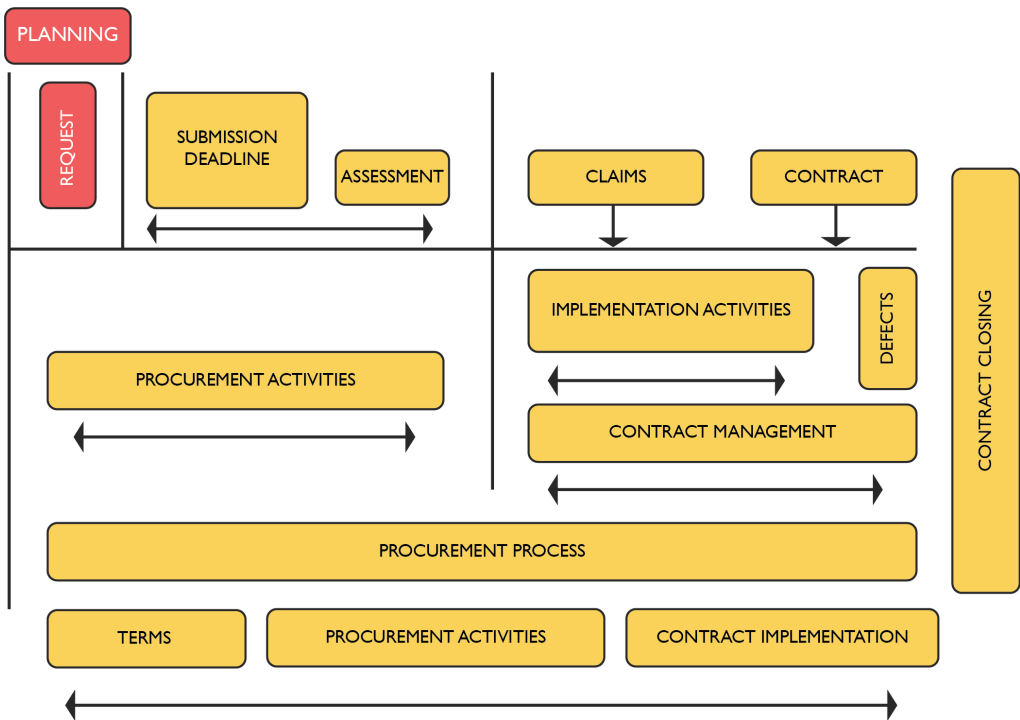 PLANNING
REQUEST
SUBMISSION
DEADLINE
ASSESSMENT
CLAIMS
CONTRACT
IMPLEMENTATION ACTIVITIES
DEFECTS
CONTRACT CLOSING
PROCUREMENT ACTIVITIES
CONTRACT MANAGEMENT
PROCUREMENT PROCESS
TERMS
PROCUREMENT ACTIVITIES
CONTRACT IMPLEMENTATION